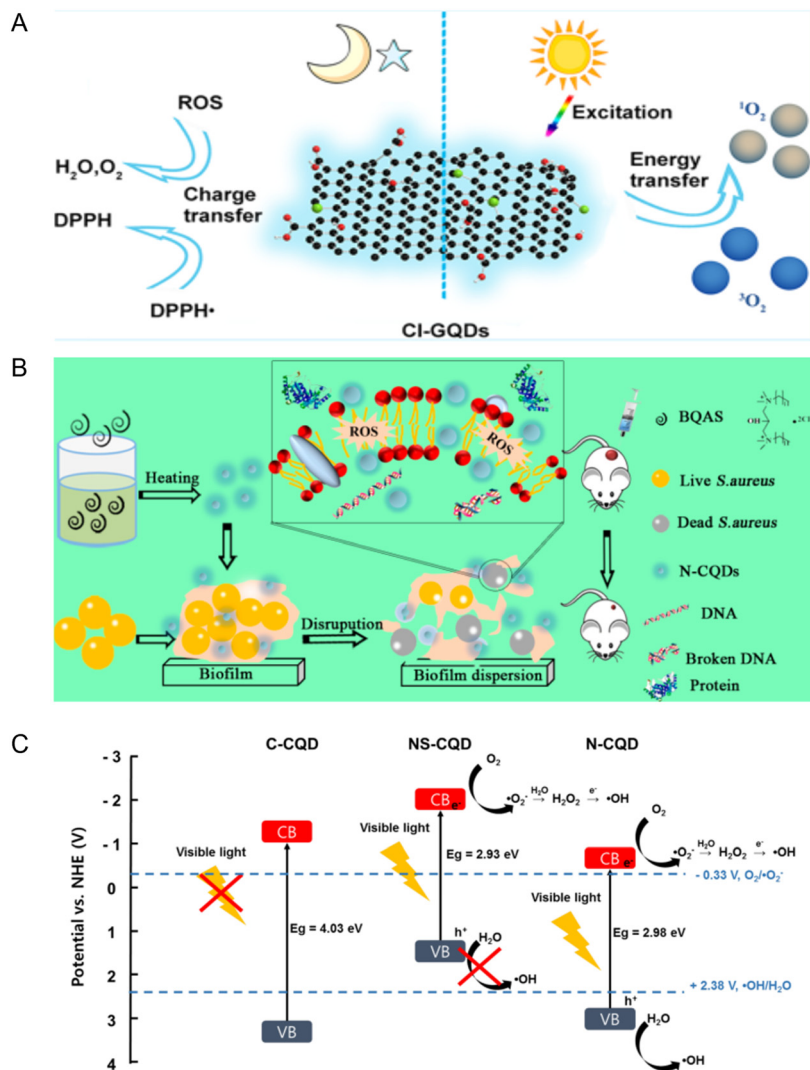 A
ROS
H2O,O2
Charge
transfer
DPPH
DPPH•
Excitation
Energy
transfer
¹O2
³O2
Cl-GQDs
B
Heating
ROS
ROS
BQAS
OH
•2Cl
Live S.aureus
Dead S.aureus
N-CQDs
DNA
Broken DNA
Protein
Disrupution
Biofilm
Biofilm dispersion
C
C-CQD
NS-CQD
N-CQD
Potential vs. NHE (V)
- 3
- 2
- 1
0
1
2
3
4
CB
Visible light
Eg = 4.03 eV
VB
O2
CB
e-
•O2- H2O H2O2 e- •OH
Visible light
Eg = 2.93 eV
h+
VB
H2O
•OH
O2
CB
e-
•O2- H2O H2O2 e- •OH
- 0.33 V, O2/•O2-
Visible light
Eg = 2.98 eV
+ 2.38 V, •OH/H2O
h+
VB
H2O
•OH